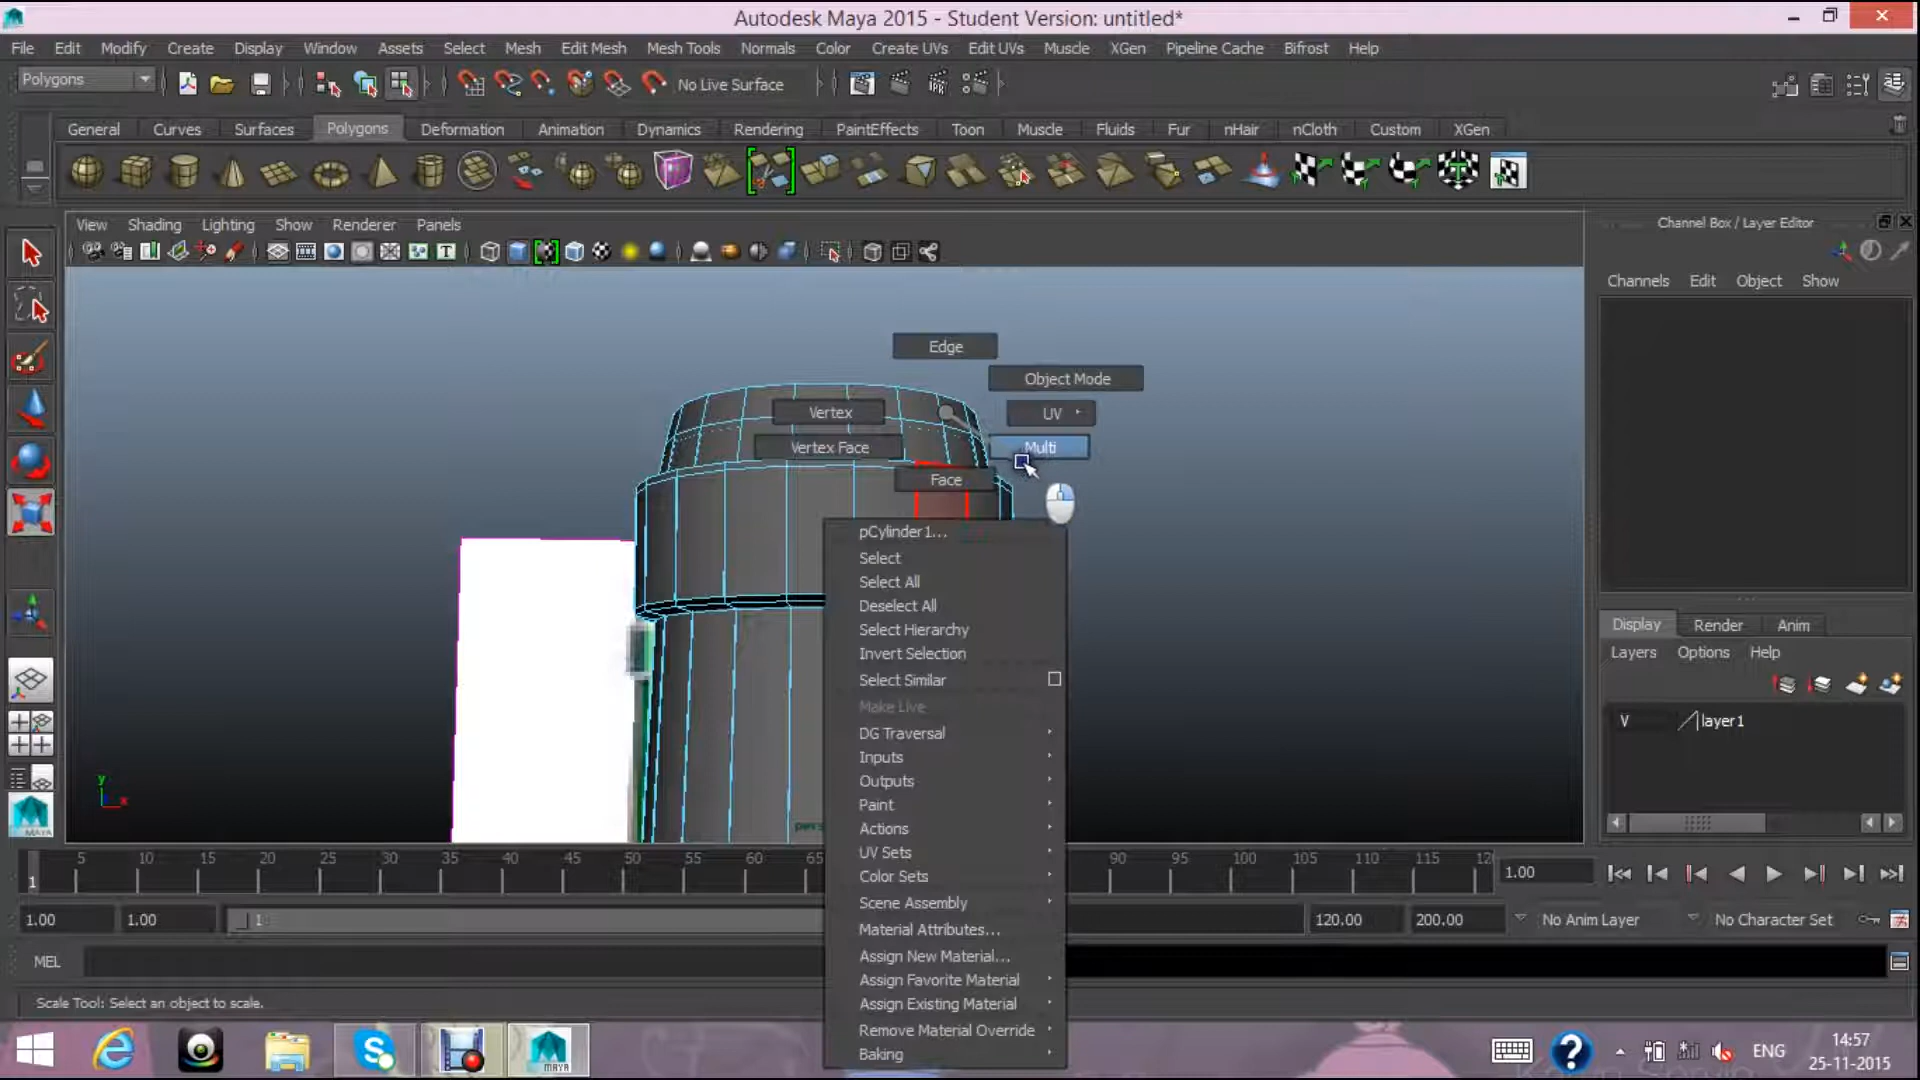 Autodesk Maya 2015 - Student Version: untitled*
File Edit Modify Create Display Window Assets Select Mesh Edit Mesh Mesh Tools Normals Color Create UVs Edit UVs Muscle XGen Pipeline Cache Bifrost Help
Polygons No Live Surface
General Curves Surfaces Polygons Deformation Animation Dynamics Rendering PaintEffects Toon Muscle Fluids Fur nHair nCloth Custom XGen
View Shading Lighting Show Renderer Panels
Channel Box / Layer Editor
Channels Edit Object Show
Edge
Object Mode
Vertex UV
Vertex Face Multi
Face
pCylinder1...
Select
Select All
Deselect All
Select Hierarchy
Invert Selection
Select Similar
Make Live
DG Traversal
Inputs
Outputs
Paint
Actions
UV Sets
Color Sets
Scene Assembly
Material Attributes...
Assign New Material...
Assign Favorite Material
Assign Existing Material
Remove Material Override
Baking
Display Render Anim
Layers Options Help
V layer1
y x
5 10 15 20 25 30 35 40 45 50 55 60 65 90 95 100 105 110 115
1
1.00
1.00 1.00 1 120.00 200.00 No Anim Layer No Character Set
MEL
Scale Tool: Select an object to scale.
MAYA
MAYA
ENG
14:57
25-11-2015